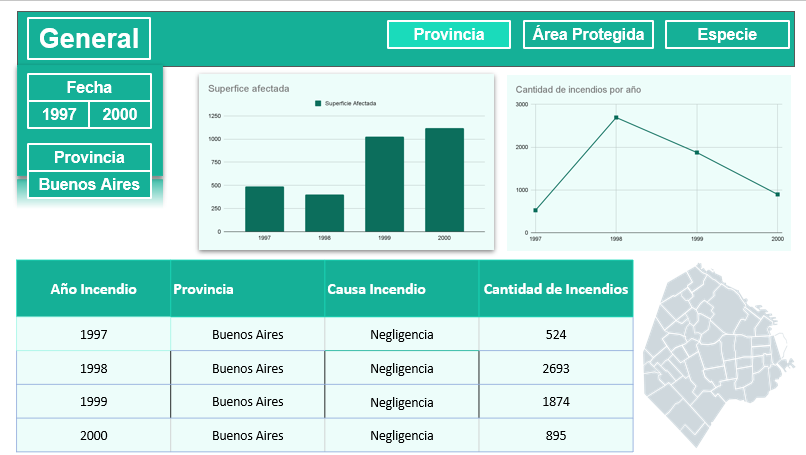 General
Provincia
Área Protegida
Especie
Fecha
1997 2000
Provincia
Buenos Aires
Superfice afectada
Superficie Afectada
1250
1000
750
500
250
0
1997 1998 1999 2000
Cantidad de incendios por año
3000
2000
1000
0
1997 1998 1999 2000
Año Incendio Provincia Causa Incendio Cantidad de Incendios
1997 Buenos Aires Negligencia 524
1998 Buenos Aires Negligencia 2693
1999 Buenos Aires Negligencia 1874
2000 Buenos Aires Negligencia 895